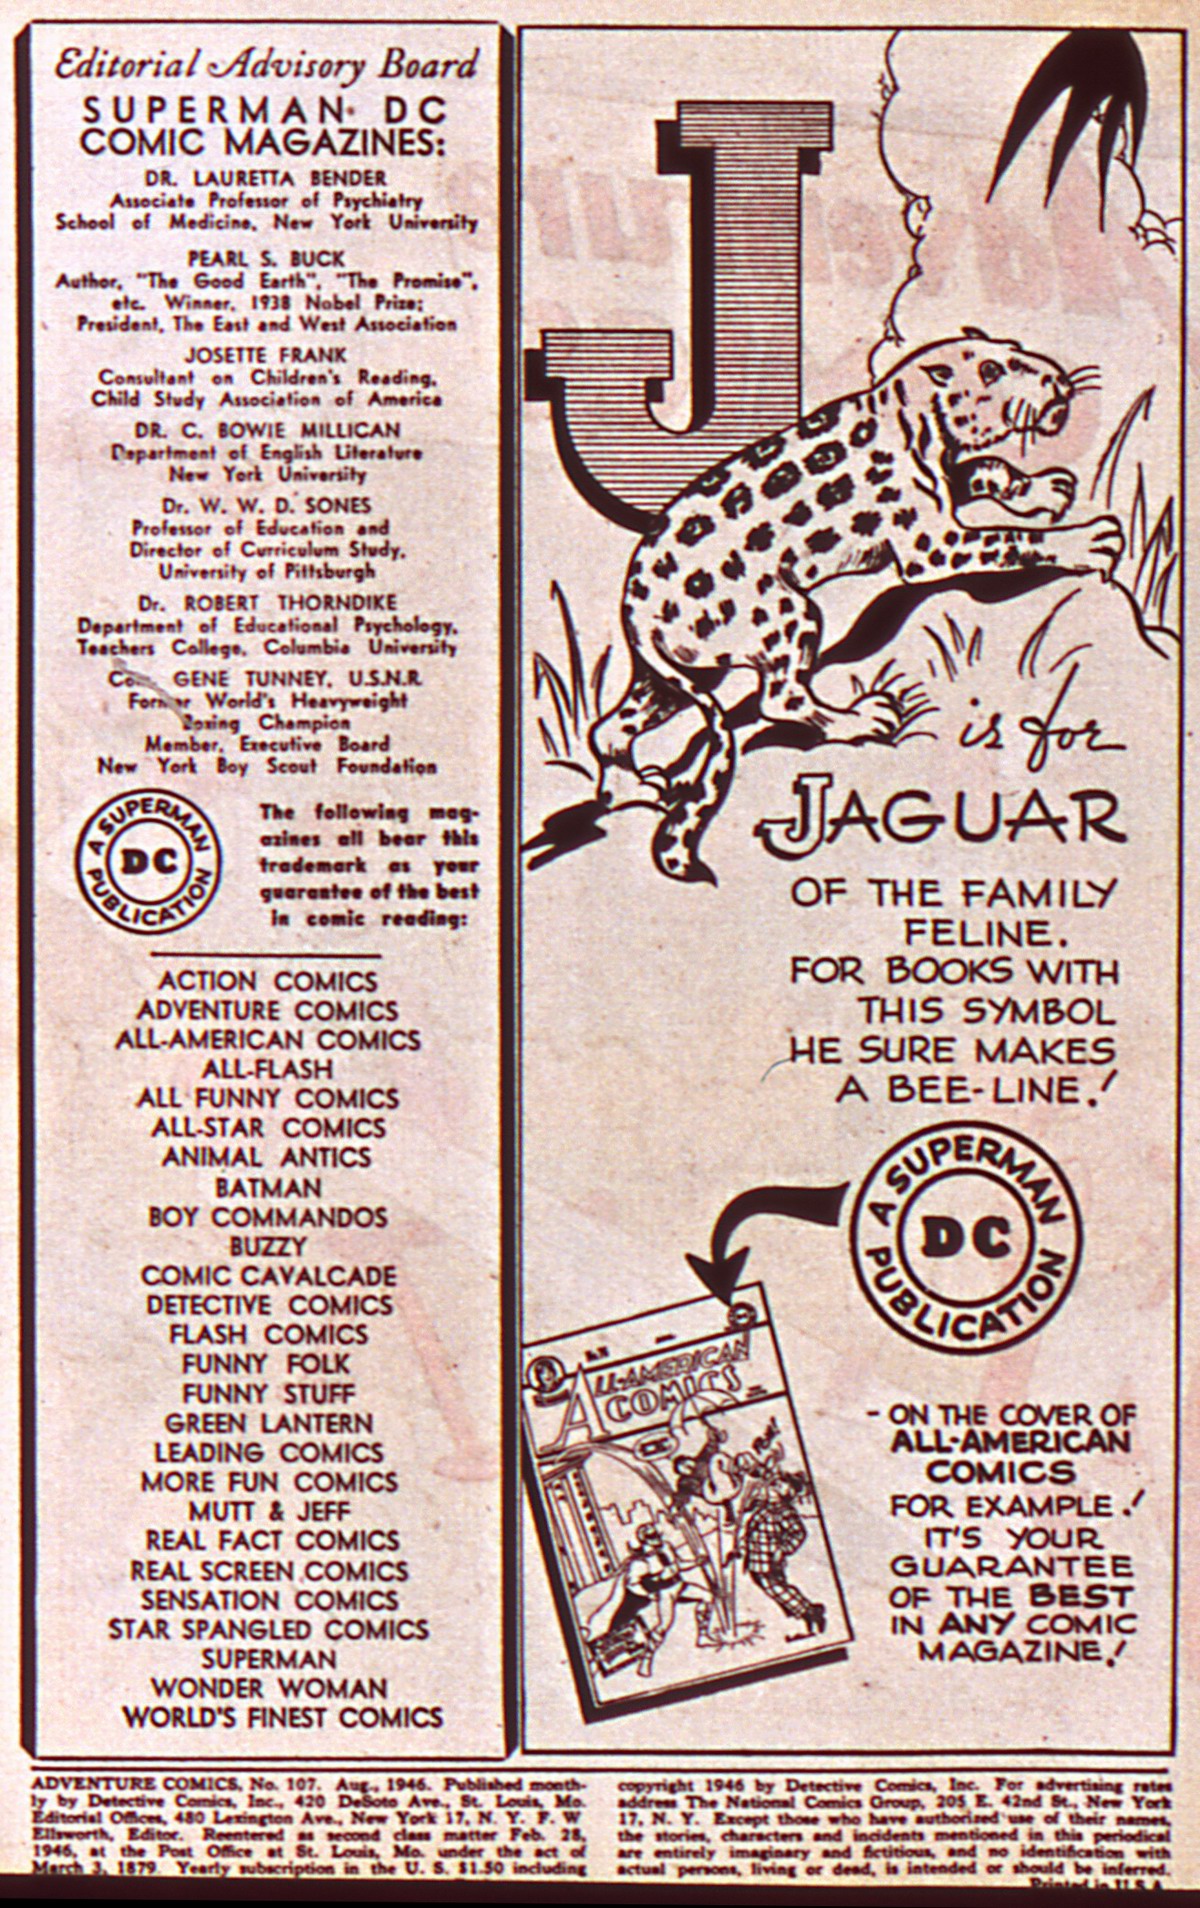 Editorial Advisory Board
SUPERMAN· DC
COMIC MAGAZINES:
DR. LAURETTA BENDER
Associate Professor of Psychiatry
School of Medicine, New York University
PEARL S. BUCK
Author, "The Good Earth", "The Promise",
etc. Winner, 1938 Nobel Prize;
President, The East and West Association
JOSETTE FRANK
Consultant on Children's Reading,
Child Study Association of America
DR. C. BOWIE MILLICAN
Department of English Literature
New York University
Dr. W. W. D. SONES
Professor of Education and
Director of Curriculum Study,
University of Pittsburgh
Dr. ROBERT THORNDIKE
Department of Educational Psychology,
Teachers College, Columbia University
GENE TUNNEY, U.S.N.R.
Former World's Heavyweight
Boxing Champion
Member, Executive Board
New York Boy Scout Foundation
A SUPERMAN
DC
PUBLICATION
The following mag-
azines all bear this
trademark as your
guarantee of the best
in comic reading:
ACTION COMICS
ADVENTURE COMICS
ALL-AMERICAN COMICS
ALL-FLASH
ALL FUNNY COMICS
ALL-STAR COMICS
ANIMAL ANTICS
BATMAN
BOY COMMANDOS
BUZZY
COMIC CAVALCADE
DETECTIVE COMICS
FLASH COMICS
FUNNY FOLK
FUNNY STUFF
GREEN LANTERN
LEADING COMICS
MORE FUN COMICS
MUTT & JEFF
REAL FACT COMICS
REAL SCREEN COMICS
SENSATION COMICS
STAR SPANGLED COMICS
SUPERMAN
WONDER WOMAN
WORLD'S FINEST COMICS
J
is for
JAGUAR
OF THE FAMILY
FELINE.
FOR BOOKS WITH
THIS SYMBOL
HE SURE MAKES
A BEE-LINE!
A SUPERMAN
DC
PUBLICATION
ALL-AMERICAN
COMICS
- ON THE COVER OF
ALL-AMERICAN
COMICS
FOR EXAMPLE!
IT'S YOUR
GUARANTEE
OF THE BEST
IN ANY COMIC
MAGAZINE!
ADVENTURE COMICS, No. 107. Aug., 1946. Published month-
ly by Detective Comics, Inc., 420 DeSoto Ave., St. Louis, Mo.
Editorial Offices, 480 Lexington Ave., New York 17, N. Y. F. W.
Ellsworth, Editor. Reentered as second class matter Feb. 28,
1946, at the Post Office at St. Louis, Mo. under the act of
March 3, 1879. Yearly subscription in the U. S. $1.50 including
copyright 1946 by Detective Comics, Inc. For advertising rates
address The National Comics Group, 205 E. 42nd St., New York
17, N. Y. Except those who have authorized use of their names,
the stories, characters and incidents mentioned in this periodical
are entirely imaginary and fictitious, and no identification with
actual persons, living or dead, is intended or should be inferred.
Printed in U.S.A.